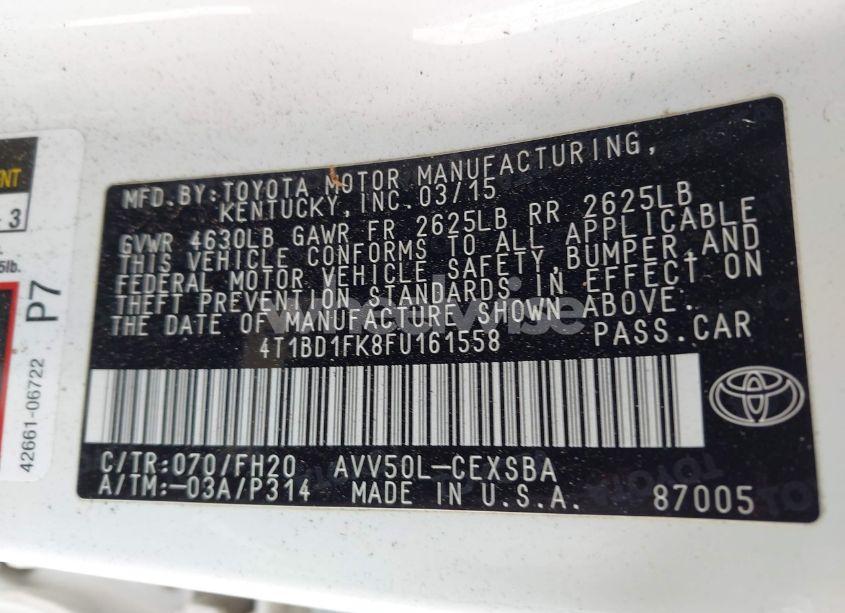 MFD.BY:TOYOTA MOTOR MANUFACTURING,
KENTUCKY,INC.03/15
GVWR 4630LB GAWR FR 2625LB RR 2625LB
THIS VEHICLE CONFORMS TO ALL APPLICABLE
FEDERAL MOTOR VEHICLE SAFETY,BUMPER,AND
THEFT PREVENTION STANDARDS IN EFFECT ON
THE DATE OF MANUFACTURE SHOWN ABOVE.
4T1BD1FK8FU161558 PASS.CAR
C/TR:070/FH20 AVV50L-CEXSBA
A/TM:-03A/P314 MADE IN U.S.A. 87005
P7
42661-06722
3
5lb.
wheelwise